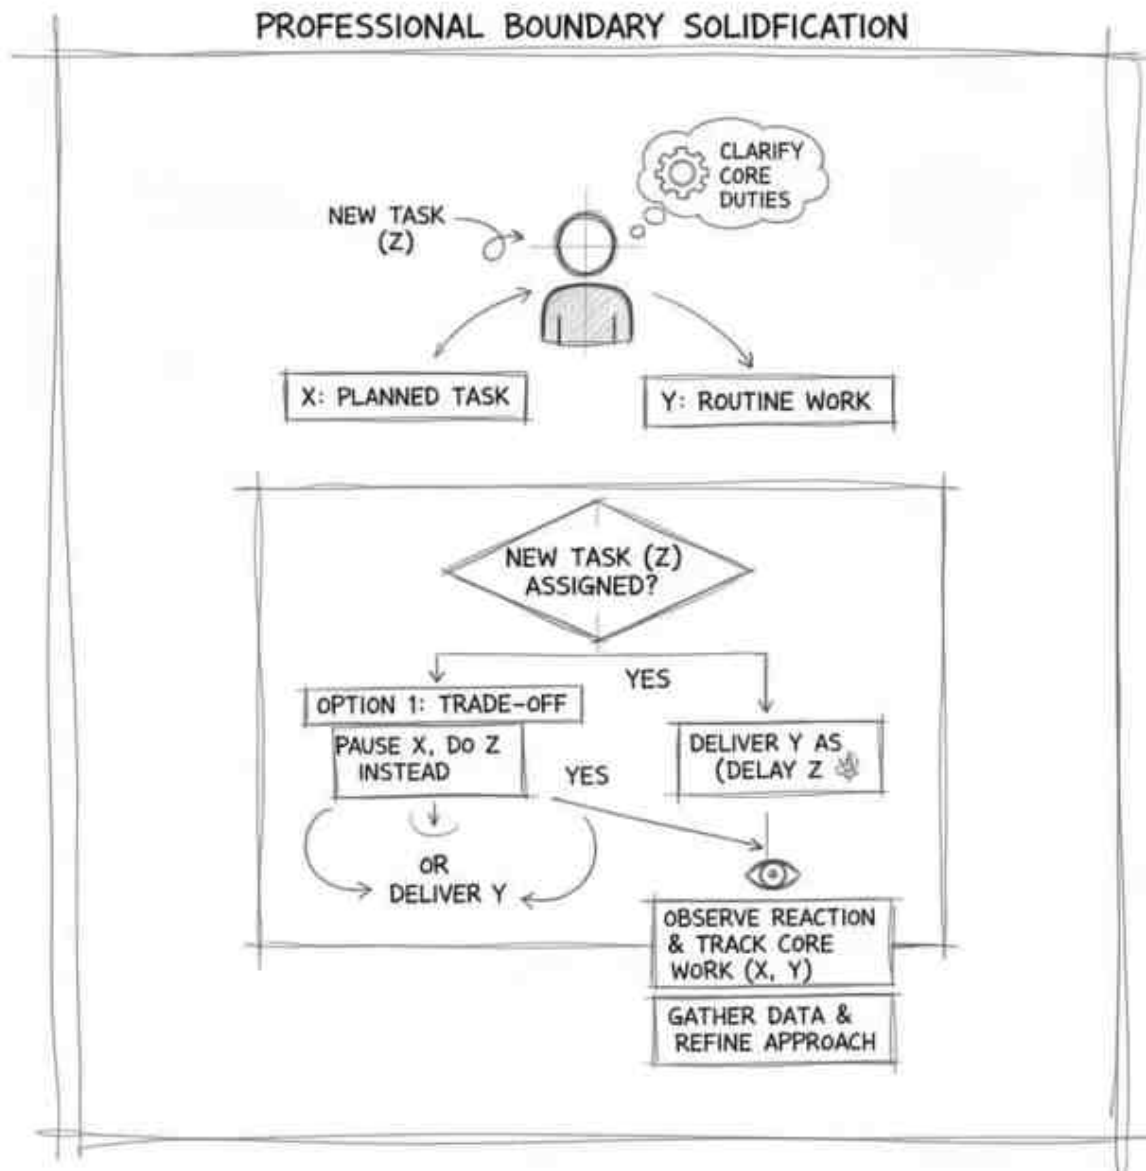 PROFESSIONAL BOUNDARY SOLIDFICATION
CLARIFY
CORE
DUTIES
NEW TASK
(Z)
X: PLANNED TASK
Y: ROUTINE WORK
NEW TASK (Z)
ASSIGNED?
YES
OPTION 1: TRADE-OFF
PAUSE X, DO Z
INSTEAD
DELIVER Y AS
(DELAY Z
YES
OR
DELIVER Y
OBSERVE REACTION
& TRACK CORE
WORK (X, Y)
GATHER DATA &
REFINE APPROACH